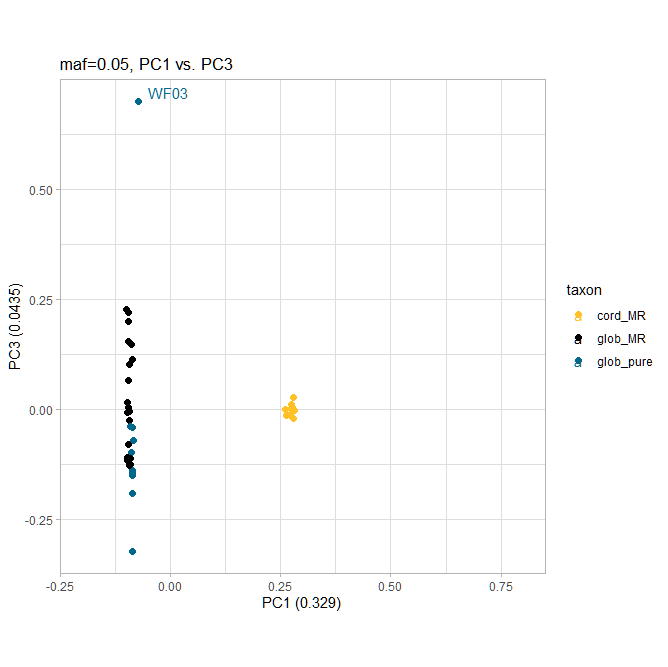 maf=0.05, PC1 vs. PC3
WF03
0.50
0.25
0.00
-0.25
PC3 (0.0435)
-0.25 0.00 0.25 0.50 0.75
PC1 (0.329)
taxon
a cord_MR
a glob_MR
a glob_pure